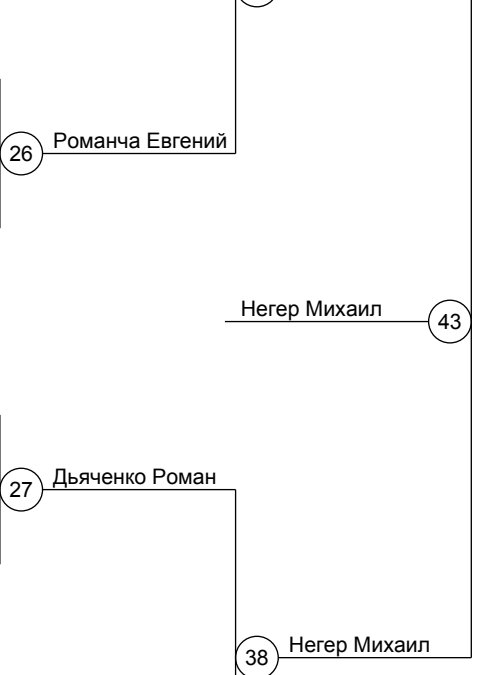 Романча Евгений
26
Негер Михаил
43
Дьяченко Роман
27
Негер Михаил
38